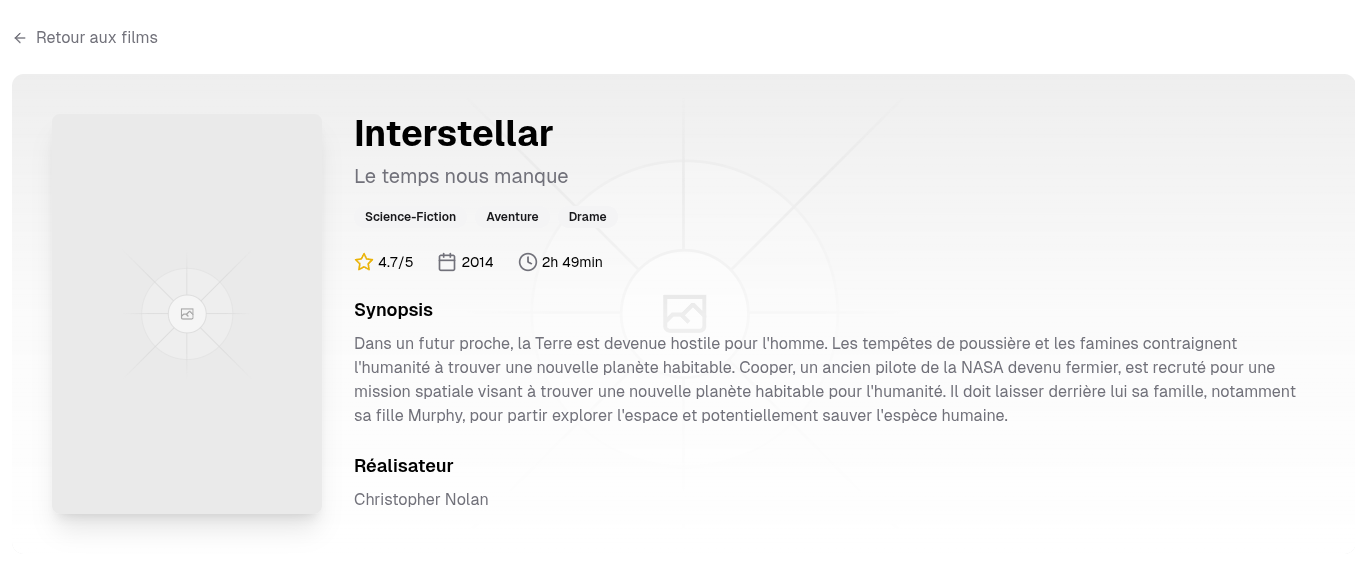 Retour aux films
Interstellar
Le temps nous manque
Science-Fiction Aventure Drame
4.7/5 2014 2h 49min
Synopsis
Dans un futur proche, la Terre est devenue hostile pour l'homme. Les tempêtes de poussière et les famines contraignent
l'humanité à trouver une nouvelle planète habitable. Cooper, un ancien pilote de la NASA devenu fermier, est recruté pour une
mission spatiale visant à trouver une nouvelle planète habitable pour l'humanité. Il doit laisser derrière lui sa famille, notamment
sa fille Murphy, pour partir explorer l'espace et potentiellement sauver l'espèce humaine.
Réalisateur
Christopher Nolan